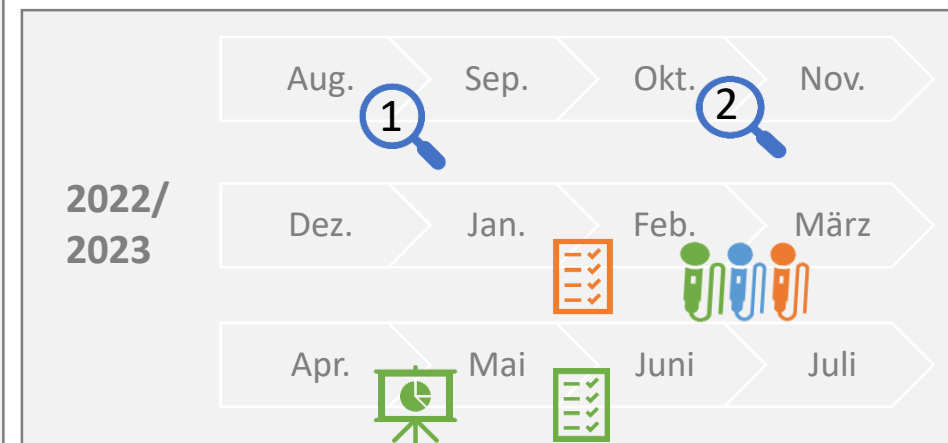 Aug. Sep. Okt. Nov.
1 2
2022/
2023
Dez. Jan. Feb. März
Apr. Mai Juni Juli